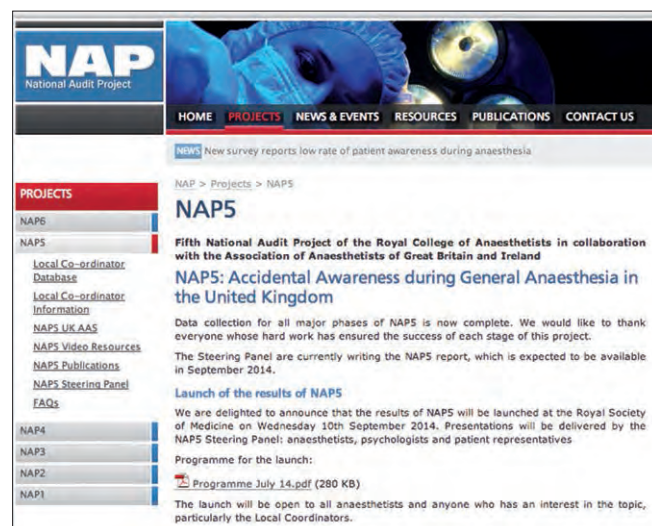 NAP
National Audit Project
HOME PROJECTS NEWS & EVENTS RESOURCES PUBLICATIONS CONTACT US
NEWS New survey reports low rate of patient awareness during anaesthesia
PROJECTS
NAP6
NAP5
Local Co-ordinator
Database
Local Co-ordinator
Information
NAP5 UK AAS
NAP5 Video Resources
NAP5 Publications
NAP5 Steering Panel
FAQs
NAP4
NAP3
NAP2
NAP1
NAP > Projects > NAP5
NAP5
Fifth National Audit Project of the Royal College of Anaesthetists in collaboration
with the Association of Anaesthetists of Great Britain and Ireland
NAP5: Accidental Awareness during General Anaesthesia in
the United Kingdom
Data collection for all major phases of NAP5 is now complete. We would like to thank
everyone whose hard work has ensured the success of each stage of this project.
The Steering Panel are currently writing the NAP5 report, which is expected to be available
in September 2014.
Launch of the results of NAP5
We are delighted to announce that the results of NAP5 will be launched at the Royal Society
of Medicine on Wednesday 10th September 2014. Presentations will be delivered by the
NAP5 Steering Panel: anaesthetists, psychologists and patient representatives
Programme for the launch:
Programme July 14.pdf (280 KB)
The launch will be open to all anaesthetists and anyone who has an interest in the topic,
particularly the Local Coordinators.